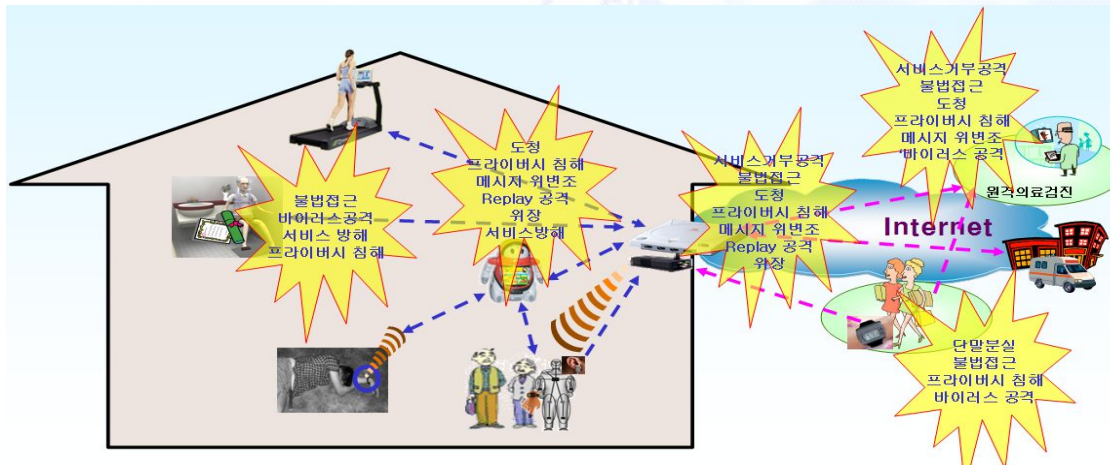 불법접근
바이러스공격
서비스 방해
프라이버시 침해
도청
프라이버시 침해
메시지 위변조
Replay 공격
위장
서비스방해
서비스거부공격
불법접근
도청
프라이버시 침해
메시지 위변조
Replay 공격
위장
서비스거부공격
불법접근
도청
프라이버시 침해
메시지 위변조
'바이러스 공격
원격의료검진
Internet
단말분실
불법접근
프라이버시 침해
바이러스 공격